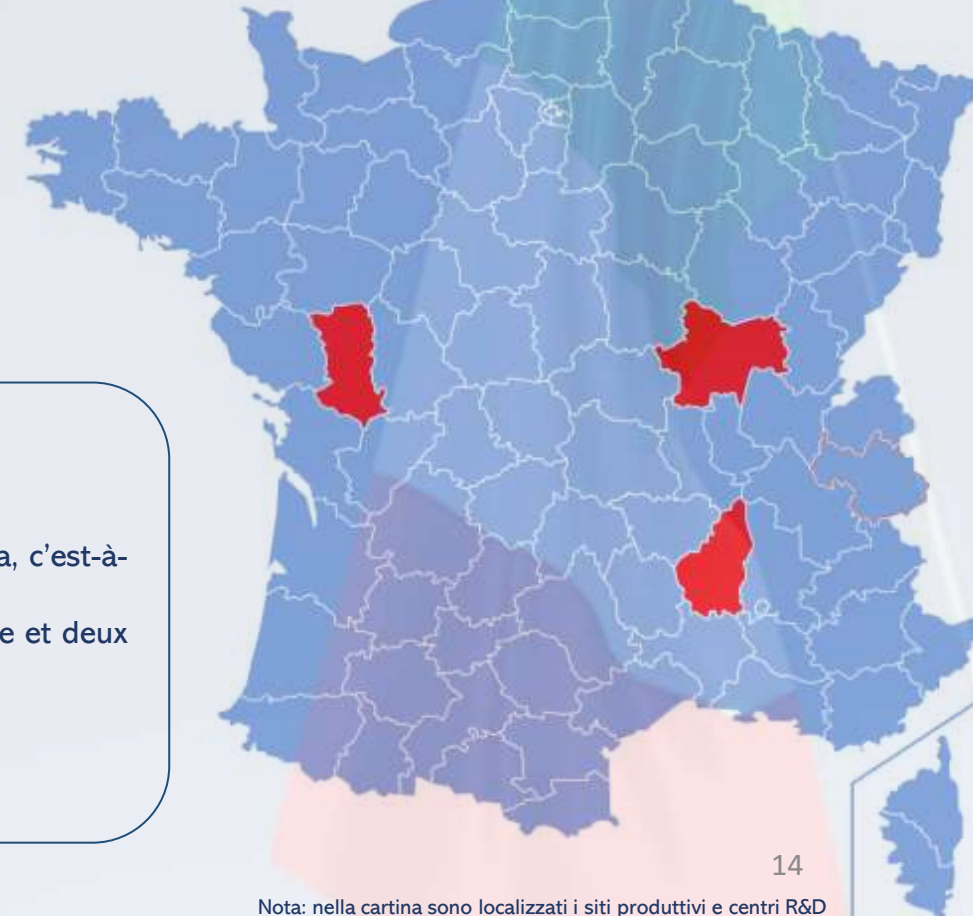 a, c’est-à-
e et deux
14
Nota: nella cartina sono localizzati i siti produttivi e centri R&D